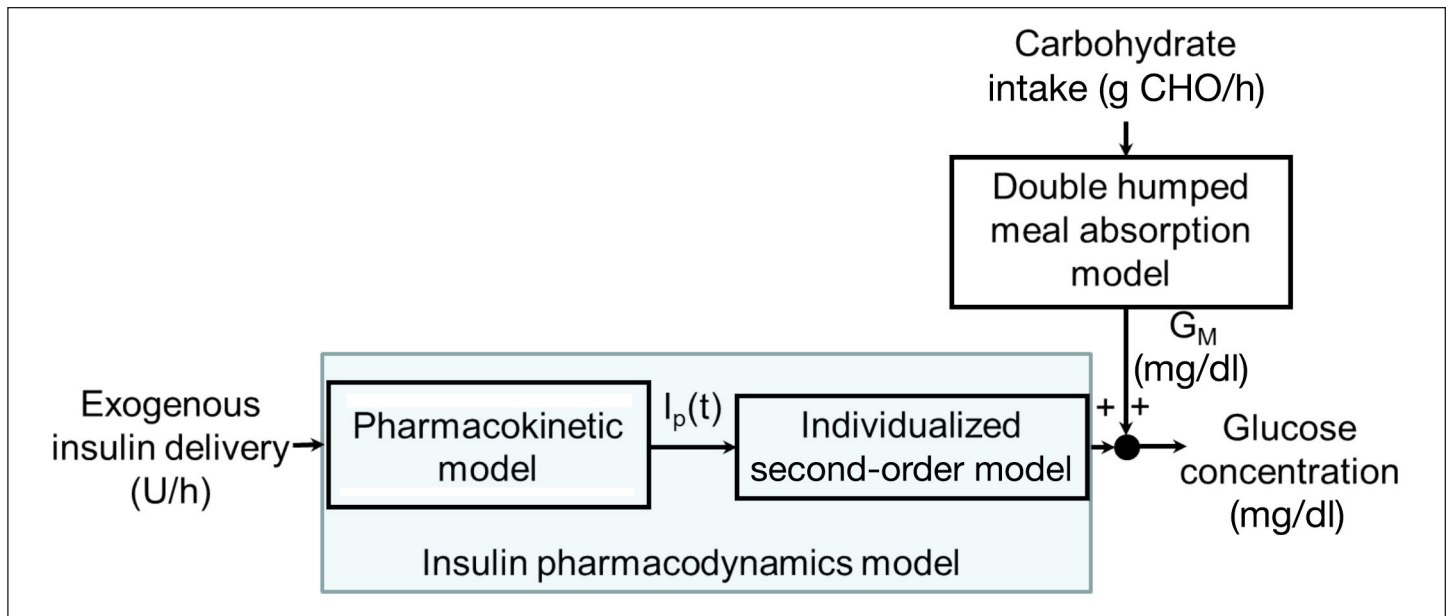 Carbohydrate
intake (g CHO/h)
Double humped
meal absorption
model
G_M
(mg/dl)
Exogenous
insulin delivery
(U/h)
Pharmacokinetic
model
I_p(t)
Individualized
second-order model
+ +
Glucose
concentration
(mg/dl)
Insulin pharmacodynamics model